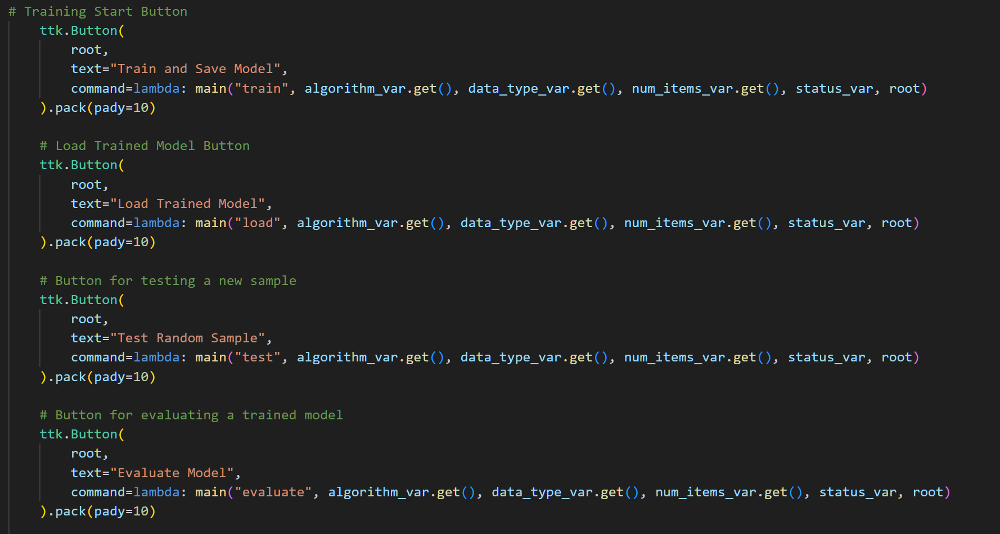 # Training Start Button
    ttk.Button(
        root,
        text="Train and Save Model",
        command=lambda: main("train", algorithm_var.get(), data_type_var.get(), num_items_var.get(), status_var, root)
    ).pack(pady=10)

    # Load Trained Model Button
    ttk.Button(
        root,
        text="Load Trained Model",
        command=lambda: main("load", algorithm_var.get(), data_type_var.get(), num_items_var.get(), status_var, root)
    ).pack(pady=10)

    # Button for testing a new sample
    ttk.Button(
        root,
        text="Test Random Sample",
        command=lambda: main("test", algorithm_var.get(), data_type_var.get(), num_items_var.get(), status_var, root)
    ).pack(pady=10)

    # Button for evaluating a trained model
    ttk.Button(
        root,
        text="Evaluate Model",
        command=lambda: main("evaluate", algorithm_var.get(), data_type_var.get(), num_items_var.get(), status_var, root)
    ).pack(pady=10)